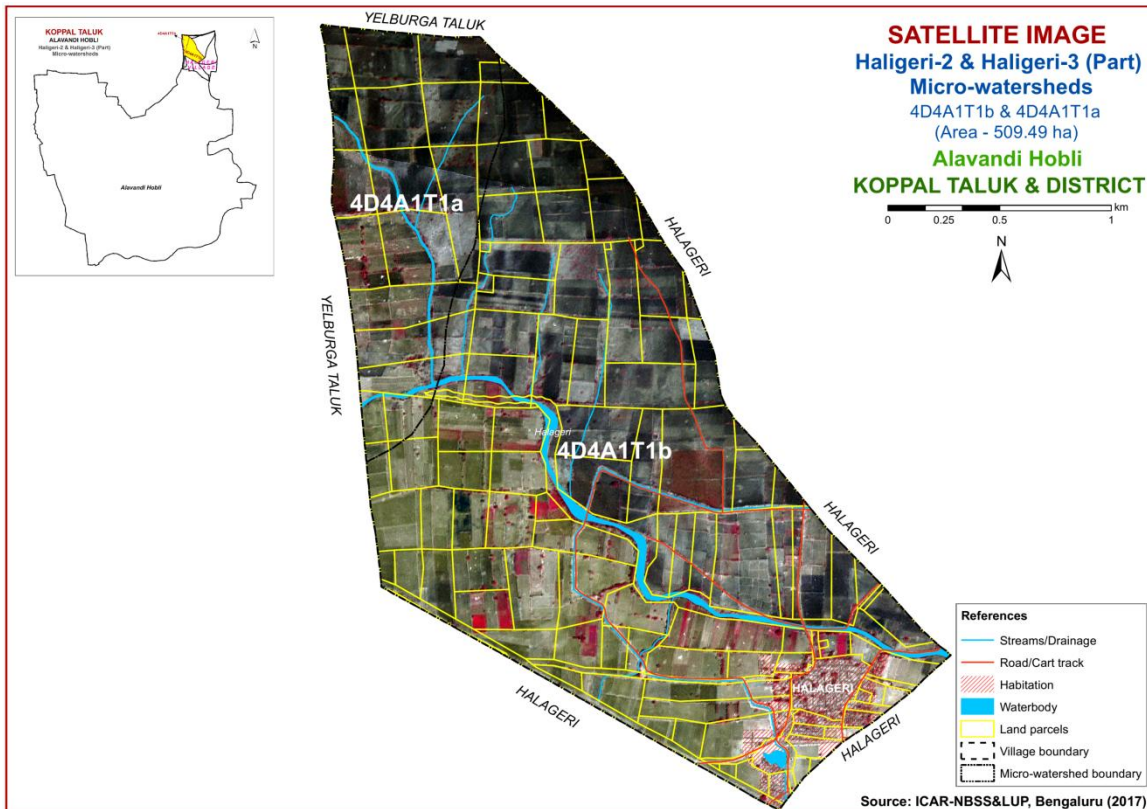 KOPPAL TALUK
ALAVANDI HOBLI
Haligeri-2 & Haligeri-3 (Part)
Micro-watersheds
N
Alavandi Hobli
SATELLITE IMAGE
Haligeri-2 & Haligeri-3 (Part)
Micro-watersheds
4D4A1T1b & 4D4A1T1a
(Area - 509.49 ha)
Alavandi Hobli
KOPPAL TALUK & DISTRICT
km
0 0.25 0.5 1
N
YELBURGA TALUK
4D4A1T1a
HALAGERI
YELBURGA TALUK
Halageri
4D4A1T1b
HALAGERI
HALAGERI
HALAGERI
HALAGERI
References
Streams/Drainage
Road/Cart track
Habitation
Waterbody
Land parcels
Village boundary
Micro-watershed boundary
Source: ICAR-NBSS&LUP, Bengaluru (2017)